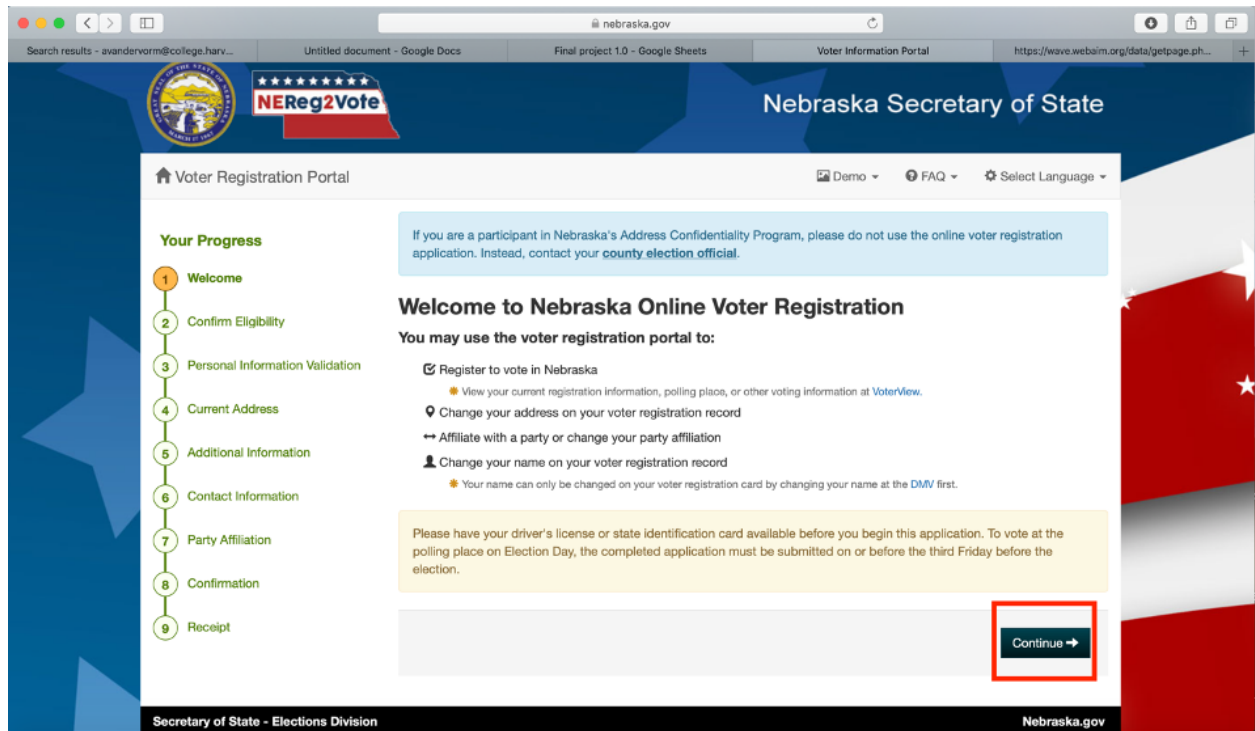 nebraska.gov
Search results - avandervorm@college.harv...
Untitled document - Google Docs
Final project 1.0 - Google Sheets
Voter Information Portal
https://wave.webaim.org/data/getpage.ph...
NEReg2Vote
Nebraska Secretary of State
Voter Registration Portal
Demo
FAQ
Select Language
Your Progress
1 Welcome
2 Confirm Eligibility
3 Personal Information Validation
4 Current Address
5 Additional Information
6 Contact Information
7 Party Affiliation
8 Confirmation
9 Receipt
If you are a participant in Nebraska's Address Confidentiality Program, please do not use the online voter registration
application. Instead, contact your county election official.
Welcome to Nebraska Online Voter Registration
You may use the voter registration portal to:
Register to vote in Nebraska
View your current registration information, polling place, or other voting information at VoterView.
Change your address on your voter registration record
Affiliate with a party or change your party affiliation
Change your name on your voter registration record
Your name can only be changed on your voter registration card by changing your name at the DMV first.
Please have your driver's license or state identification card available before you begin this application. To vote at the
polling place on Election Day, the completed application must be submitted on or before the third Friday before the
election.
Continue
Secretary of State - Elections Division
Nebraska.gov